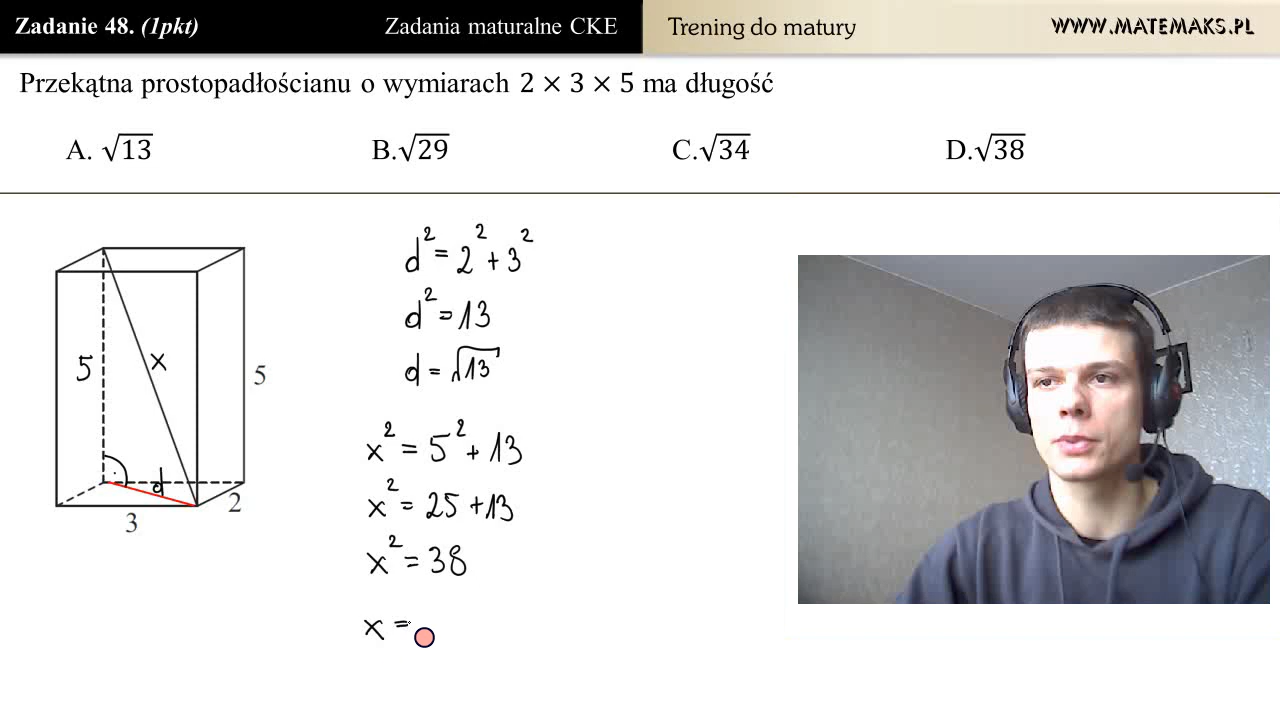 Zadanie 48. (1pkt) Zadania maturalne CKE Trening do matury WWW.MATEMAKS.PL
Przekątna prostopadłościanu o wymiarach 2 × 3 × 5 ma długość
A. √13 B.√29 C.√34 D.√38
d² = 2² + 3²
d² = 13
d = √13
5 x 5
x² = 5² + 13
d
x² = 25 + 13
2
3
x² = 38
x =